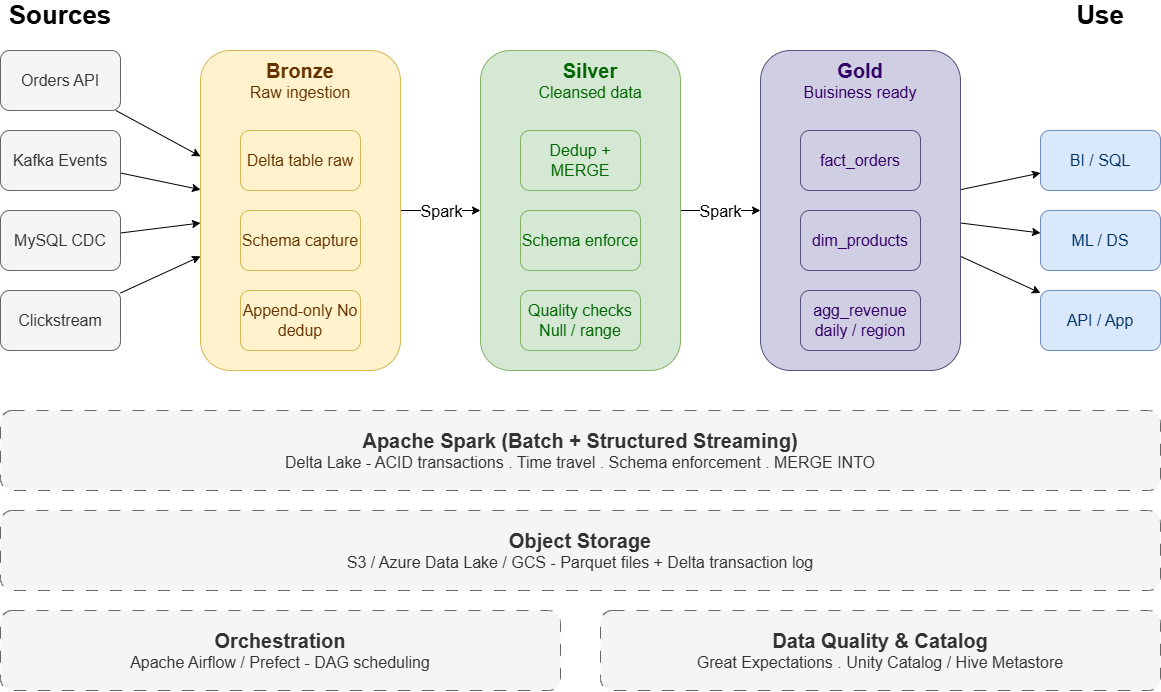 Sources
Use
Orders API
Kafka Events
MySQL CDC
Clickstream
Bronze
Raw ingestion
Delta table raw
Schema capture
Append-only No
dedup
Spark
Silver
Cleansed data
Dedup +
MERGE
Schema enforce
Quality checks
Null / range
Spark
Gold
Buisiness ready
fact_orders
dim_products
agg_revenue
daily / region
BI / SQL
ML / DS
API / App
Apache Spark (Batch + Structured Streaming)
Delta Lake - ACID transactions . Time travel . Schema enforcement . MERGE INTO
Object Storage
S3 / Azure Data Lake / GCS - Parquet files + Delta transaction log
Orchestration
Apache Airflow / Prefect - DAG scheduling
Data Quality & Catalog
Great Expectations . Unity Catalog / Hive Metastore